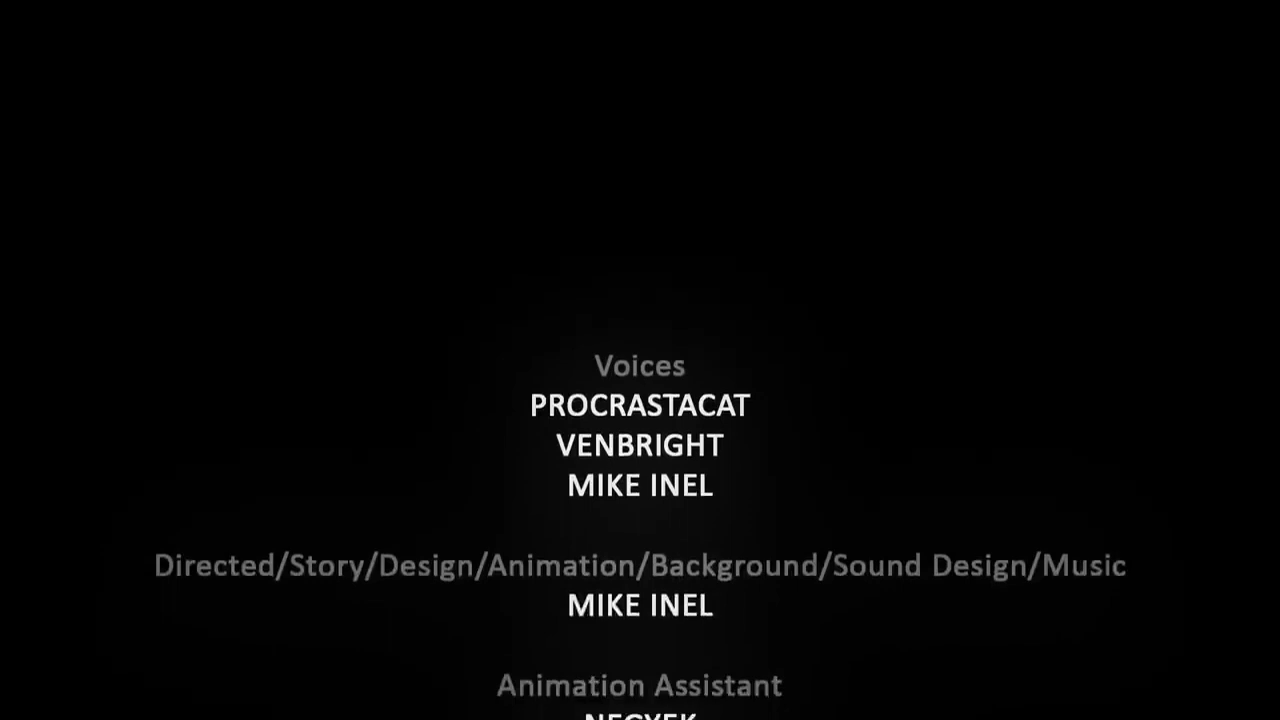 Voices
PROCRASTACAT
VENBRIGHT
MIKE INEL
Directed/Story/Design/Animation/Background/Sound Design/Music
MIKE INEL
Animation Assistant